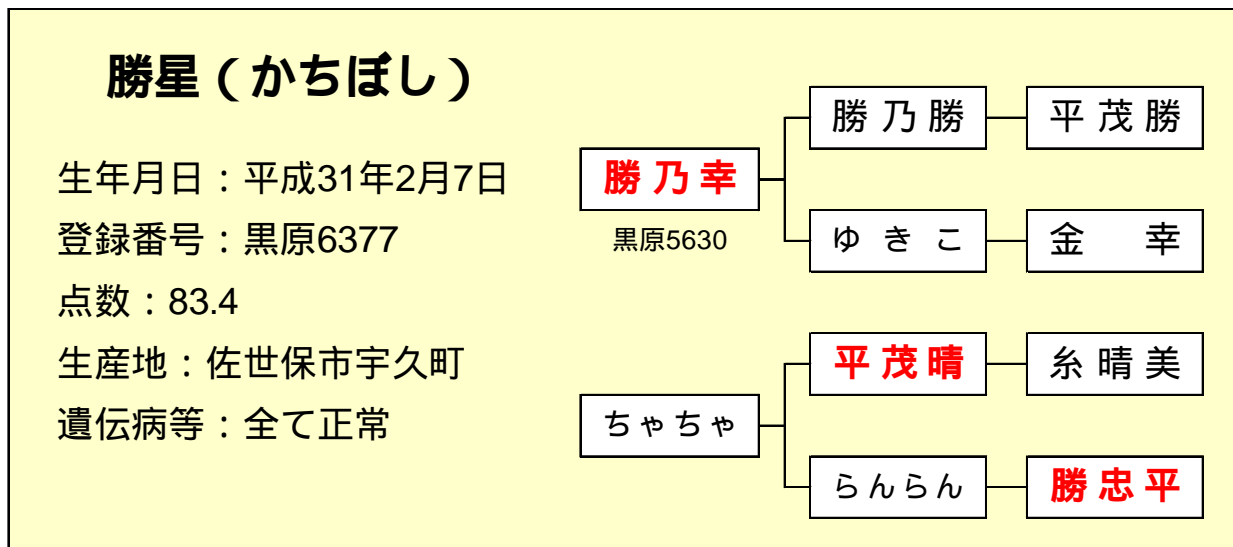 勝星（かちぼし）
生年月日：平成31年2月7日
登録番号：黒原6377
点数：83.4
生産地：佐世保市宇久町
遺伝病等：全て正常
勝乃幸
黒原5630
勝乃勝
平茂勝
ゆきこ
金　幸
ちゃちゃ
平茂晴
糸晴美
らんらん
勝忠平